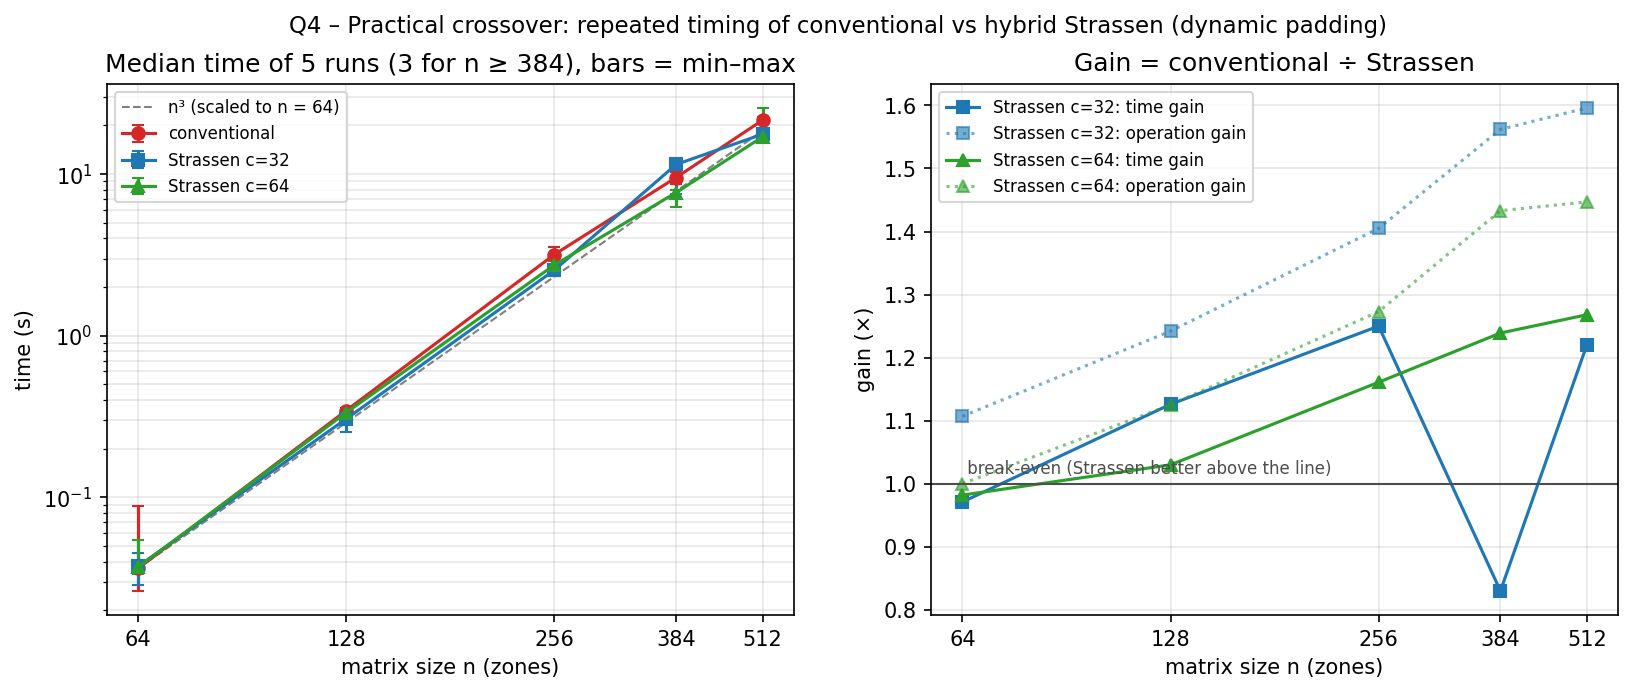 Q4 – Practical crossover: repeated timing of conventional vs hybrid Strassen (dynamic padding)
Median time of 5 runs (3 for n ≥ 384), bars = min–max
n³ (scaled to n = 64)
conventional
Strassen c=32
Strassen c=64
10¹
10⁰
10⁻¹
time (s)
64
128
256
384
512
matrix size n (zones)
Gain = conventional ÷ Strassen
Strassen c=32: time gain
Strassen c=32: operation gain
Strassen c=64: time gain
Strassen c=64: operation gain
1.6
1.5
1.4
1.3
1.2
1.1
1.0
0.9
0.8
gain (×)
break-even (Strassen better above the line)
64
128
256
384
512
matrix size n (zones)